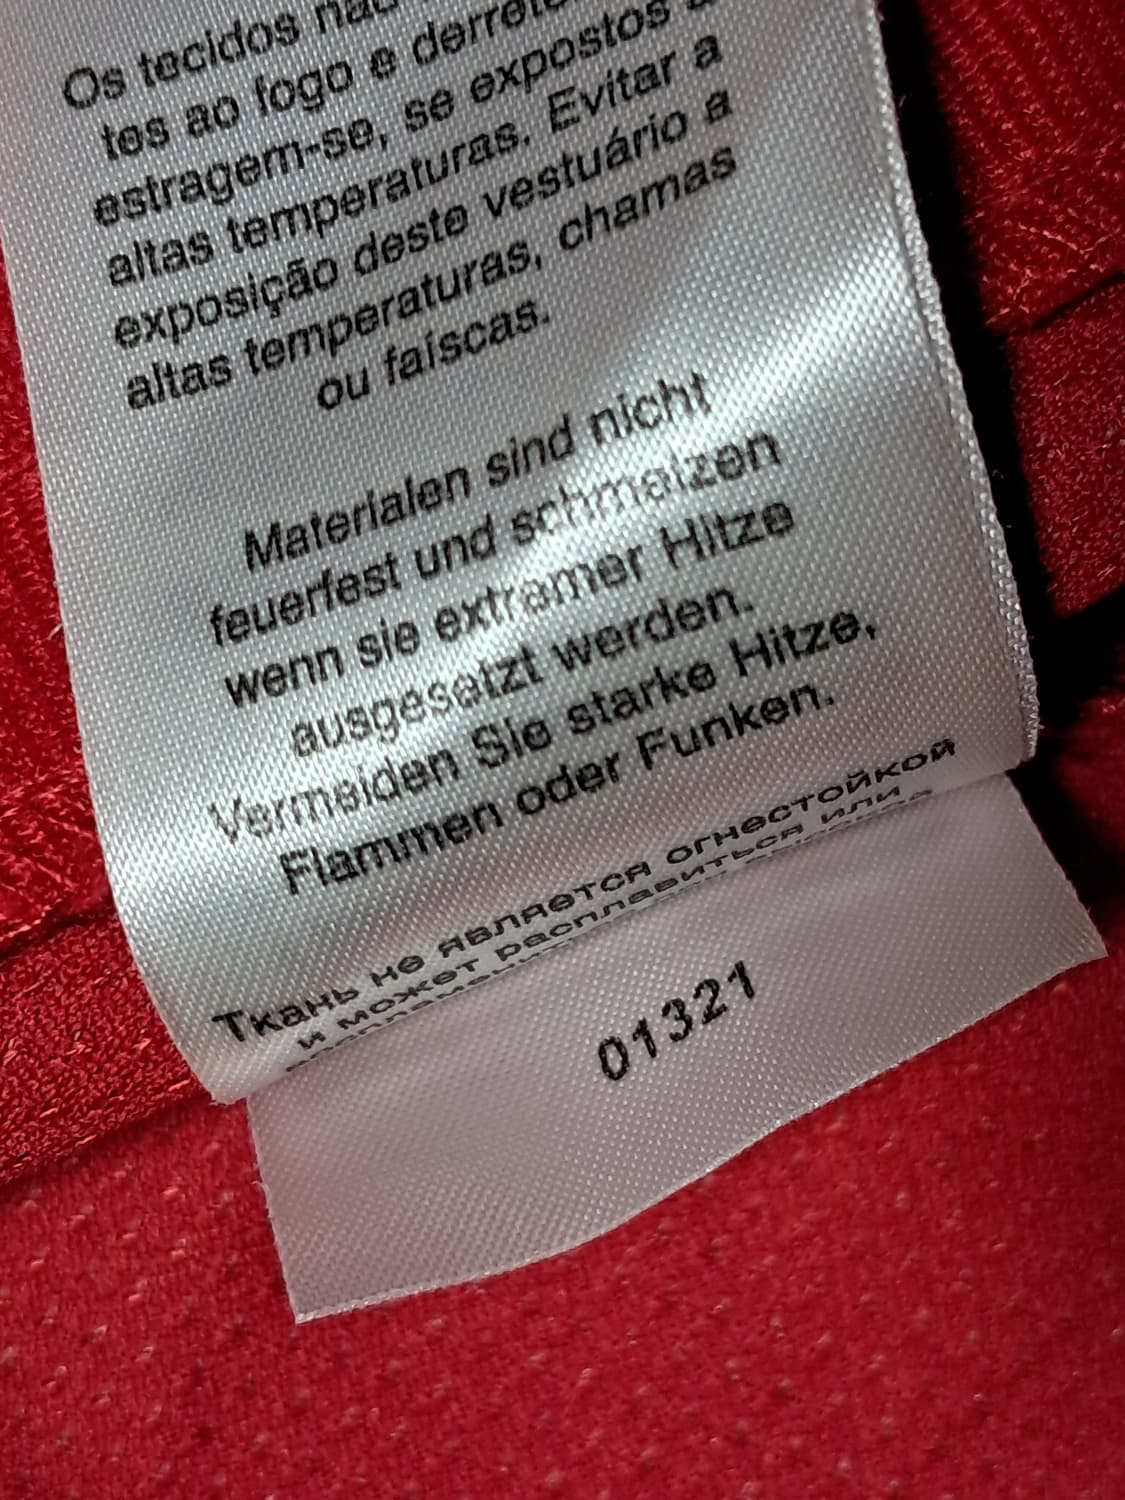 Os tecidos não
tes ao fogo e derrete
estragem-se, se expostos a
altas temperaturas. Evitar a
exposição deste vestuário a
altas temperaturas, chamas
ou faíscas.
Materialen sind nicht
feuerfest und schmelzen
wenn sie extramer Hitze
ausgesetzt werden.
Vermeiden Sie starke Hitze,
Flammen oder Funken.
Ткань не является огнестойкой
и может расплавиться или
01321